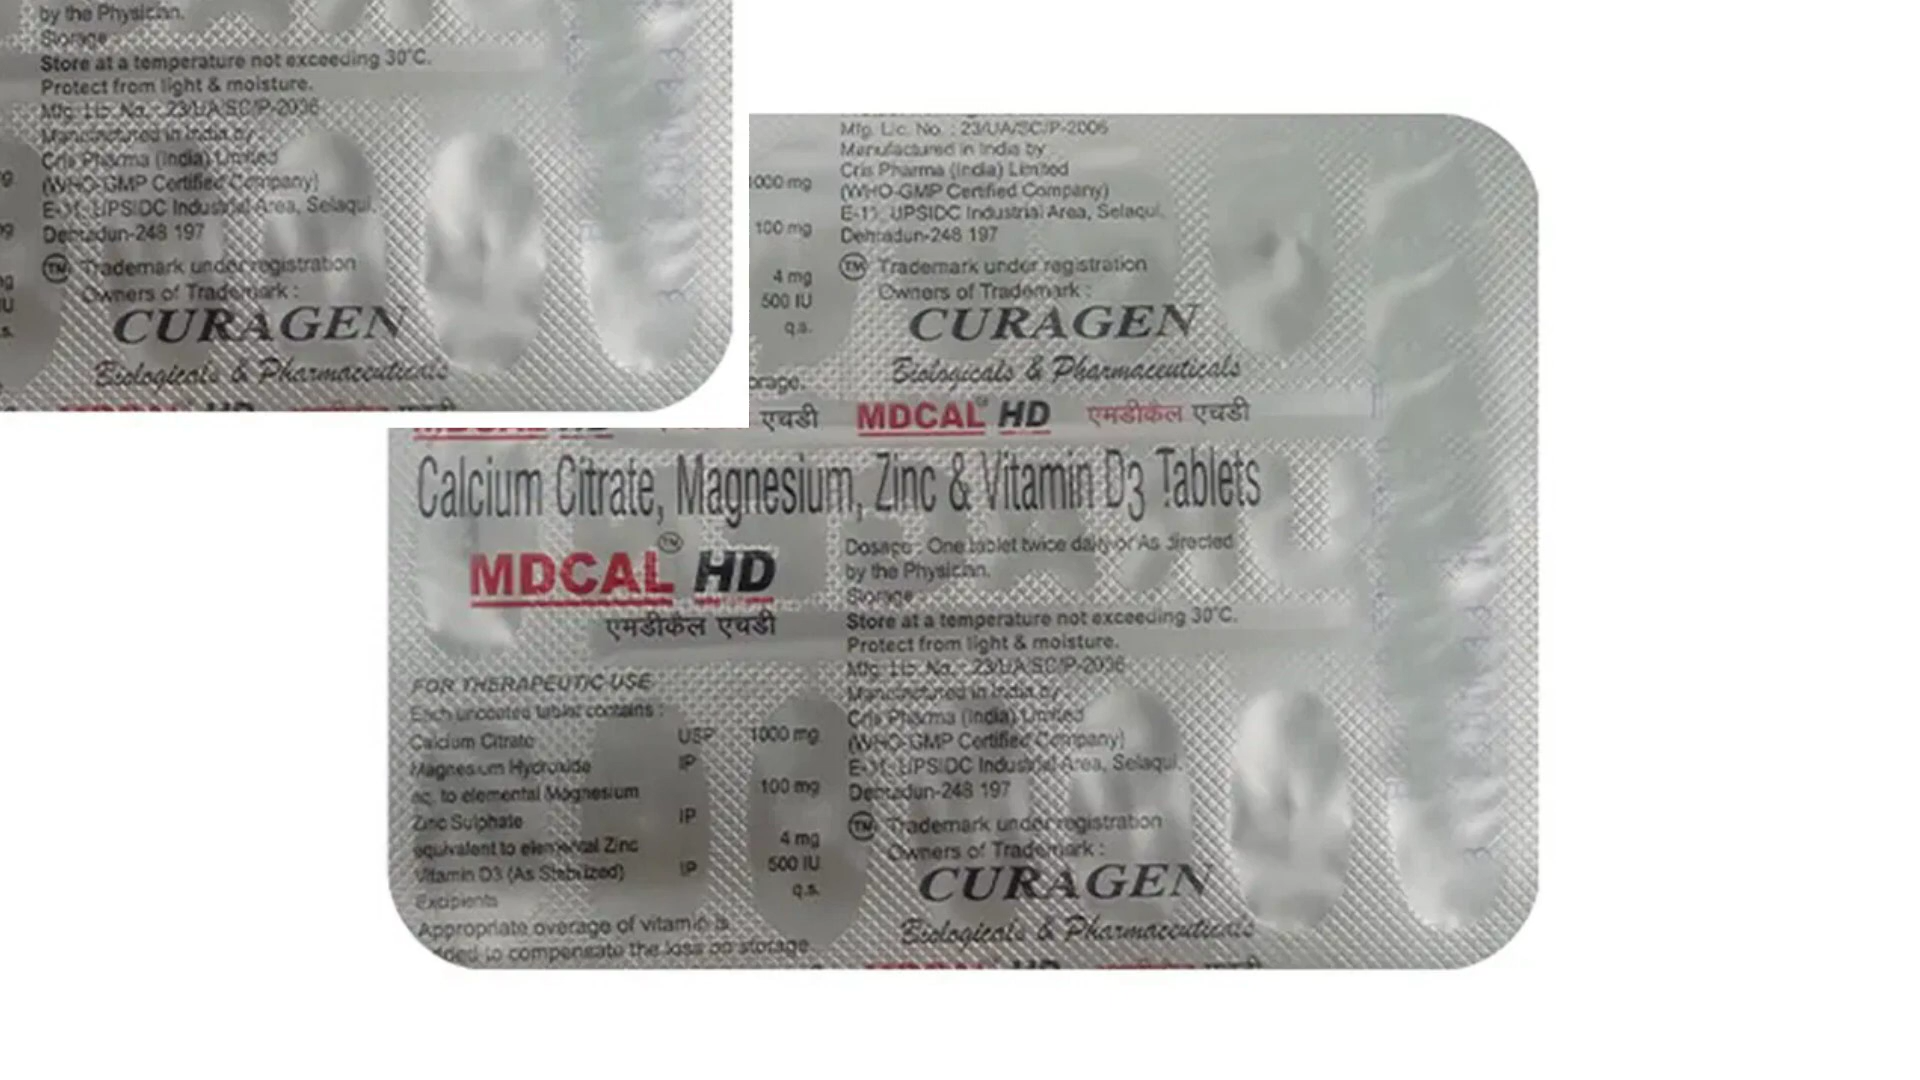 by the Physician.
Storage
Store at a temperature not exceeding 30°C.
Protect from light & moisture.
Mfg. Lic. No. : 23/UA/SC/P-2006
Manufactured in India by
Cris Pharma (India) Limited
(WHO-GMP Certified Company)
E-11, UPSIDC Industrial Area, Selaqui,
Dehradun-248 197
TM Trademark under registration
Owners of Trademark :
CURAGEN
Biologicals & Pharmaceuticals
Mfg. Lic. No. : 23/UA/SC/P-2006
Manufactured in India by
Cris Pharma (India) Limited
1000 mg (WHO-GMP Certified Company)
E-11, UPSIDC Industrial Area, Selaqui,
100 mg Dehradun-248 197
4 mg TM Trademark under registration
500 IU Owners of Trademark :
q.s. CURAGEN
Biologicals & Pharmaceuticals
एचडी MDCAL HD एमडीकॅल एचडी
Calcium Citrate, Magnesium, Zinc & Vitamin D3 Tablets
MDCAL™ HD
एमडीकॅल एचडी
FOR THERAPEUTIC USE
Each uncoated tablet contains :
Calcium Citrate USP 1000 mg
Magnesium Hydroxide IP
eq. to elemental Magnesium 100 mg
Zinc Sulphate IP
equivalent to elemental Zinc 4 mg
Vitamin D3 (As Stabilized) IP 500 IU
Excipients q.s.
Appropriate overage of vitamin is
added to compensate the loss on storage
Dosage : One tablet twice daily or As directed
by the Physician.
Storage
Store at a temperature not exceeding 30°C.
Protect from light & moisture.
Mfg. Lic. No. : 23/UA/SC/P-2006
Manufactured in India by :
Cris Pharma (India) Limited
(WHO-GMP Certified Company)
E-11, UPSIDC Industrial Area, Selaqui,
Dehradun-248 197
TM Trademark under registration
Owners of Trademark :
CURAGEN
Biologicals & Pharmaceuticals